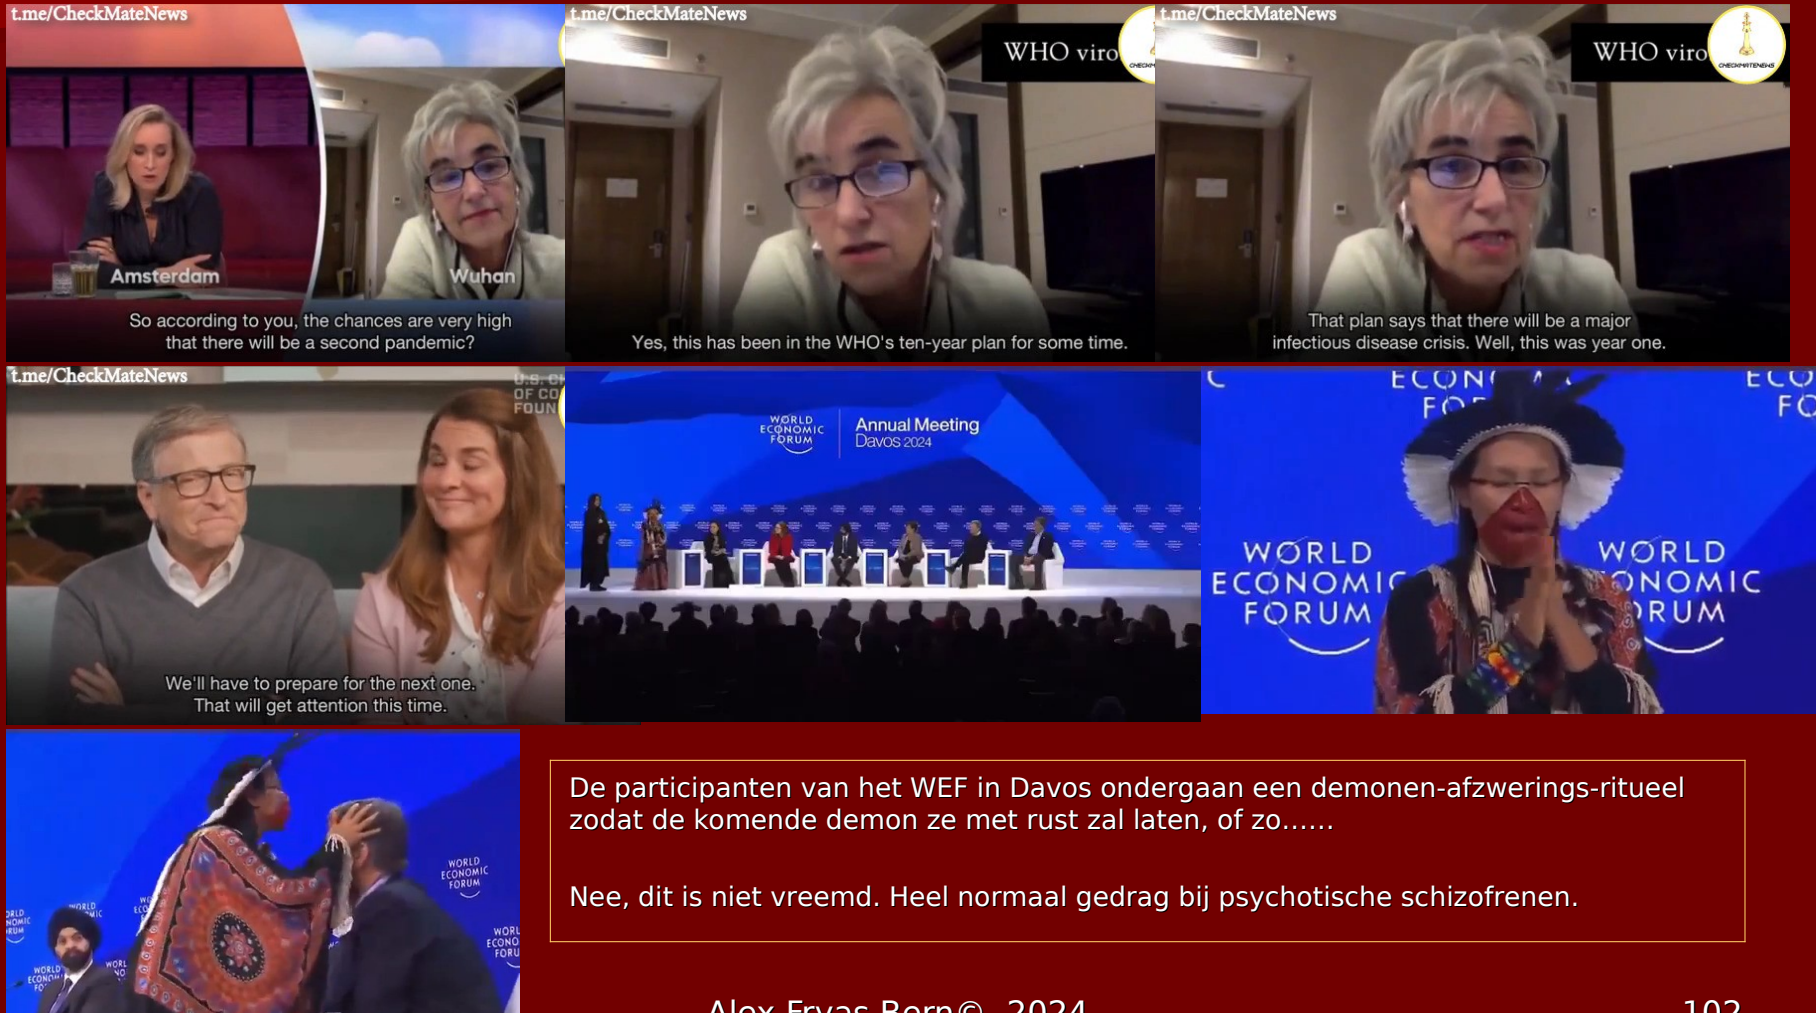 t.me/CheckMateNews
Amsterdam
Wuhan
So according to you, the chances are very high
that there will be a second pandemic?
t.me/CheckMateNews
WHO viro
Yes, this has been in the WHO's ten-year plan for some time.
t.me/CheckMateNews
WHO viro
CHECKMATENEWS
That plan says that there will be a major
infectious disease crisis. Well, this was year one.
t.me/CheckMateNews
U.S. C
OF CO
FOUN
We'll have to prepare for the next one.
That will get attention this time.
WORLD
ECONOMIC
FORUM
Annual Meeting
Davos 2024
WORLD
ECONOMIC
FORUM
WORLD
ECONOMIC
FORUM
De participanten van het WEF in Davos ondergaan een demonen-afzwerings-ritueel
zodat de komende demon ze met rust zal laten, of zo......
Nee, dit is niet vreemd. Heel normaal gedrag bij psychotische schizofrenen.
Alex Fryas Born©, 2024
102